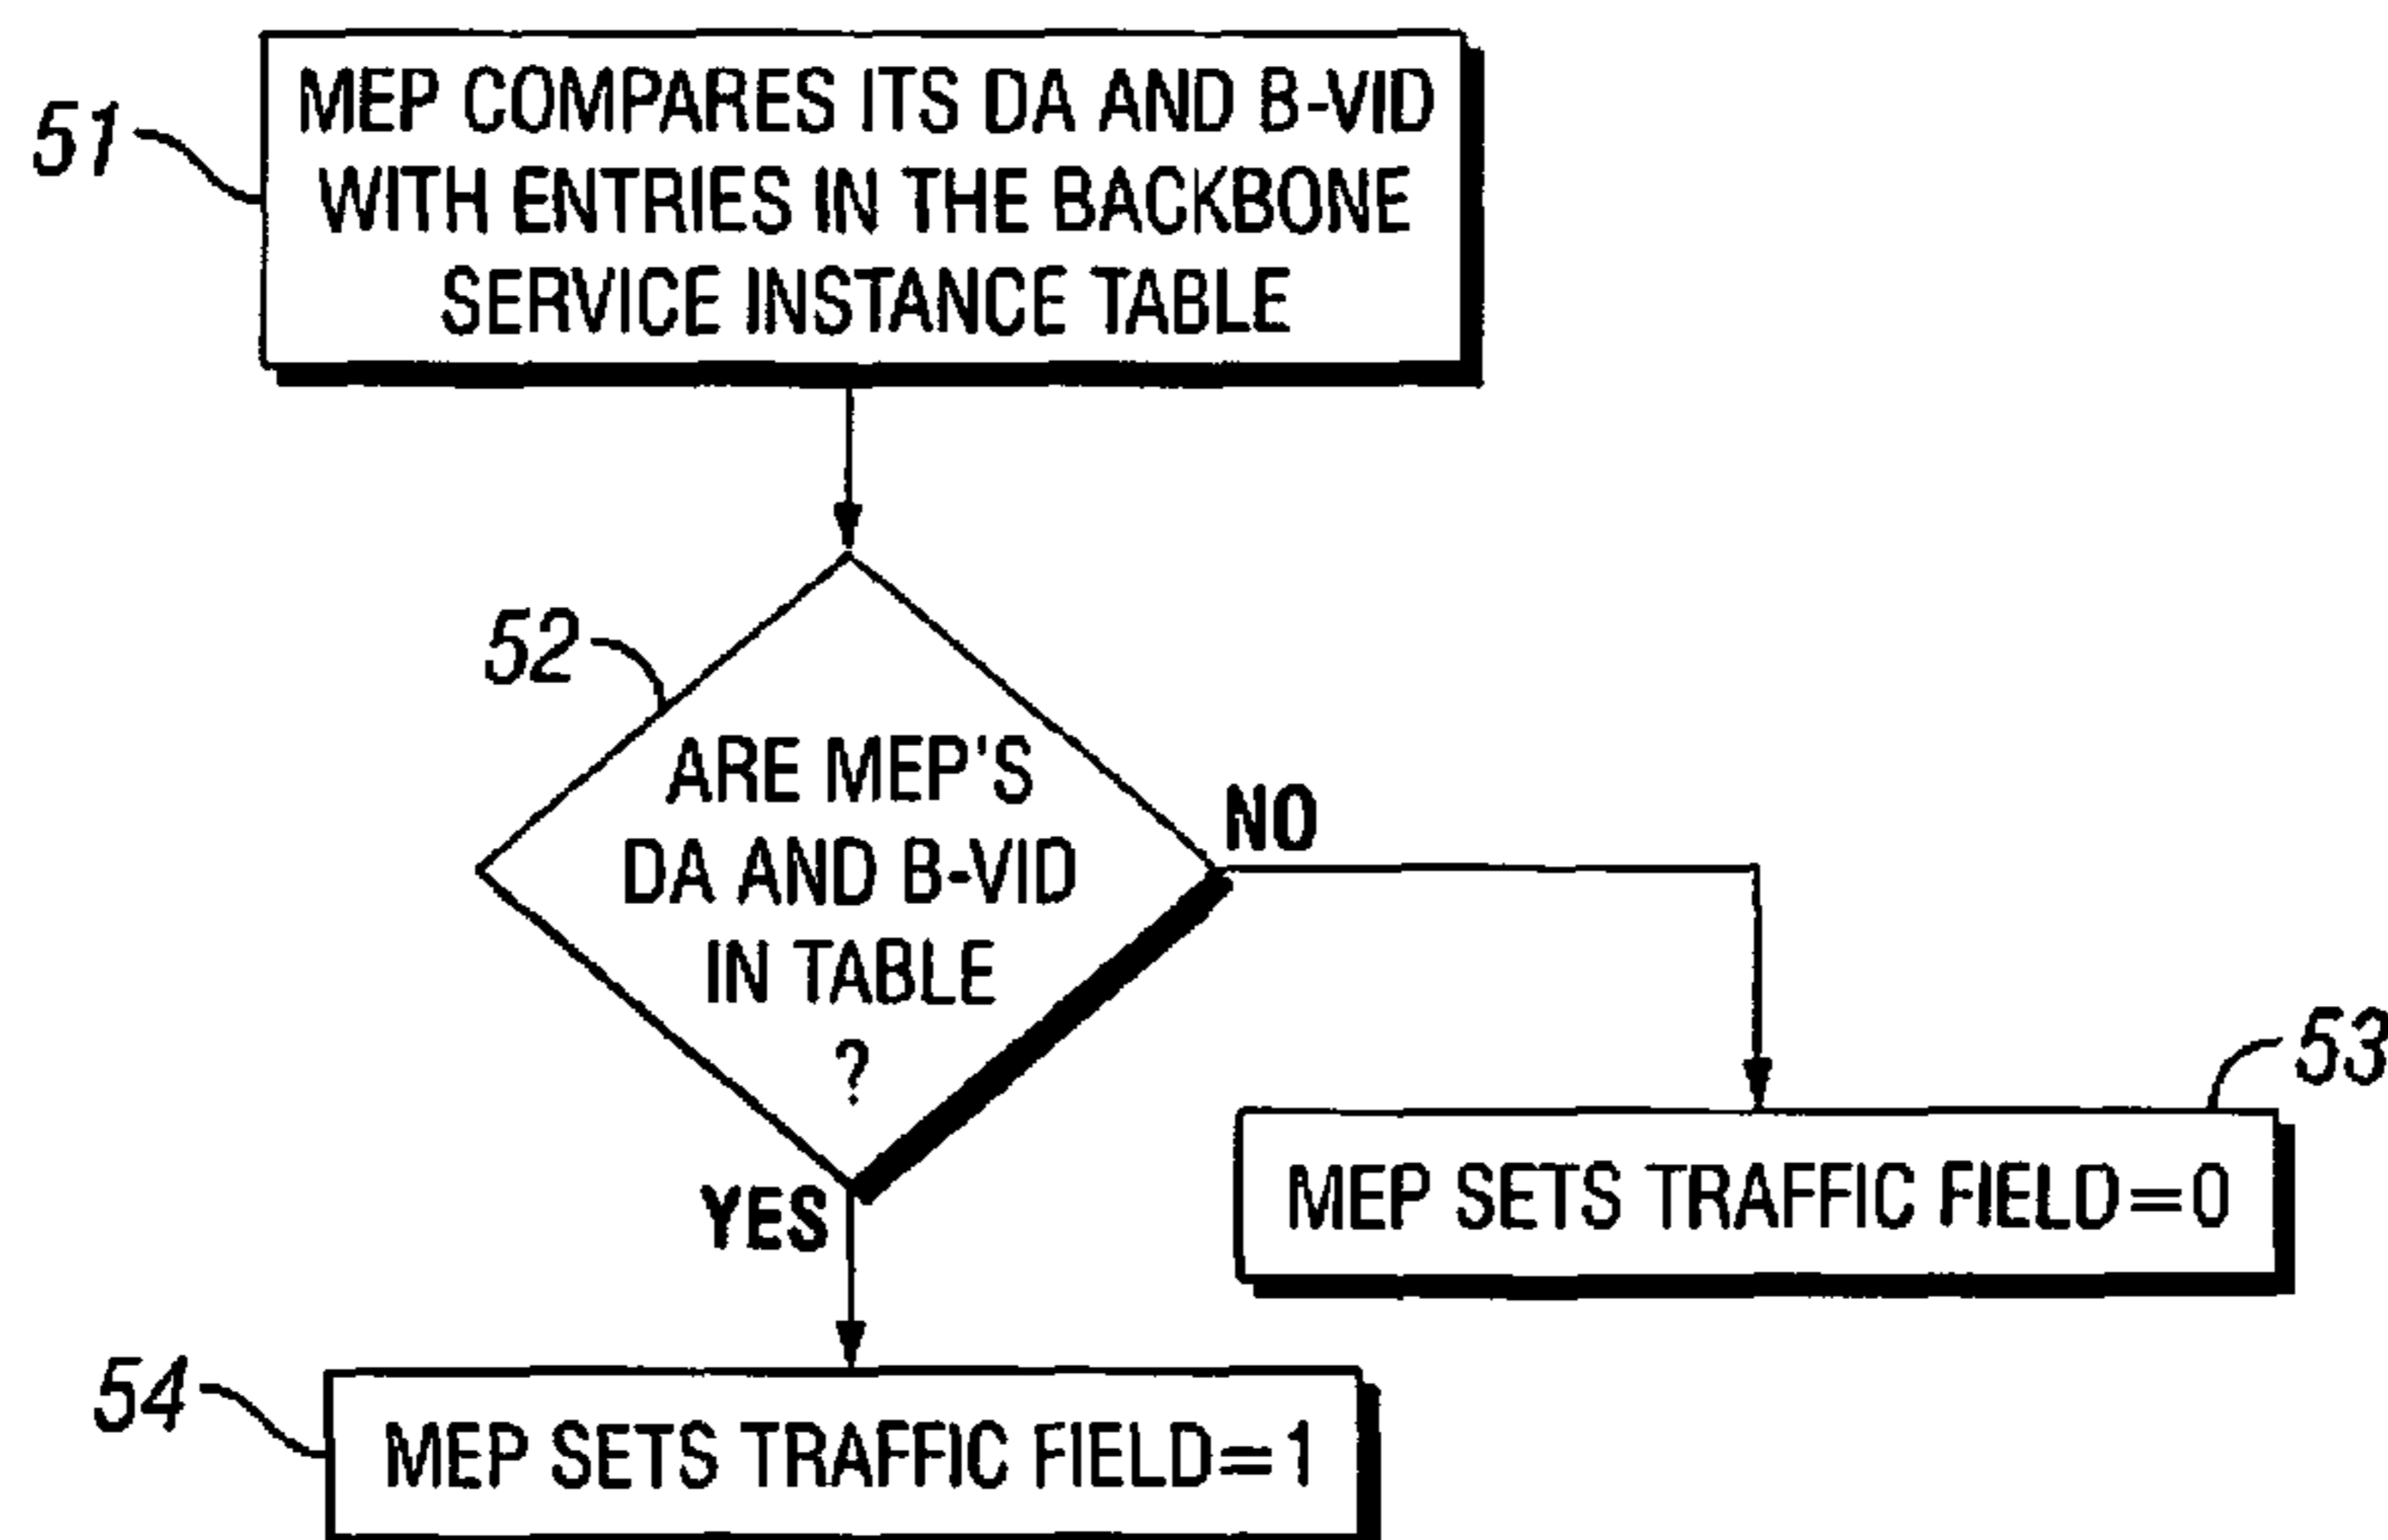 51
MEP COMPARES ITS DA AND B-VID
WITH ENTRIES IN THE BACKBONE
SERVICE INSTANCE TABLE
52
ARE MEP'S
DA AND B-VID
IN TABLE
?
NO
YES
53
MEP SETS TRAFFIC FIELD=0
54
MEP SETS TRAFFIC FIELD=1